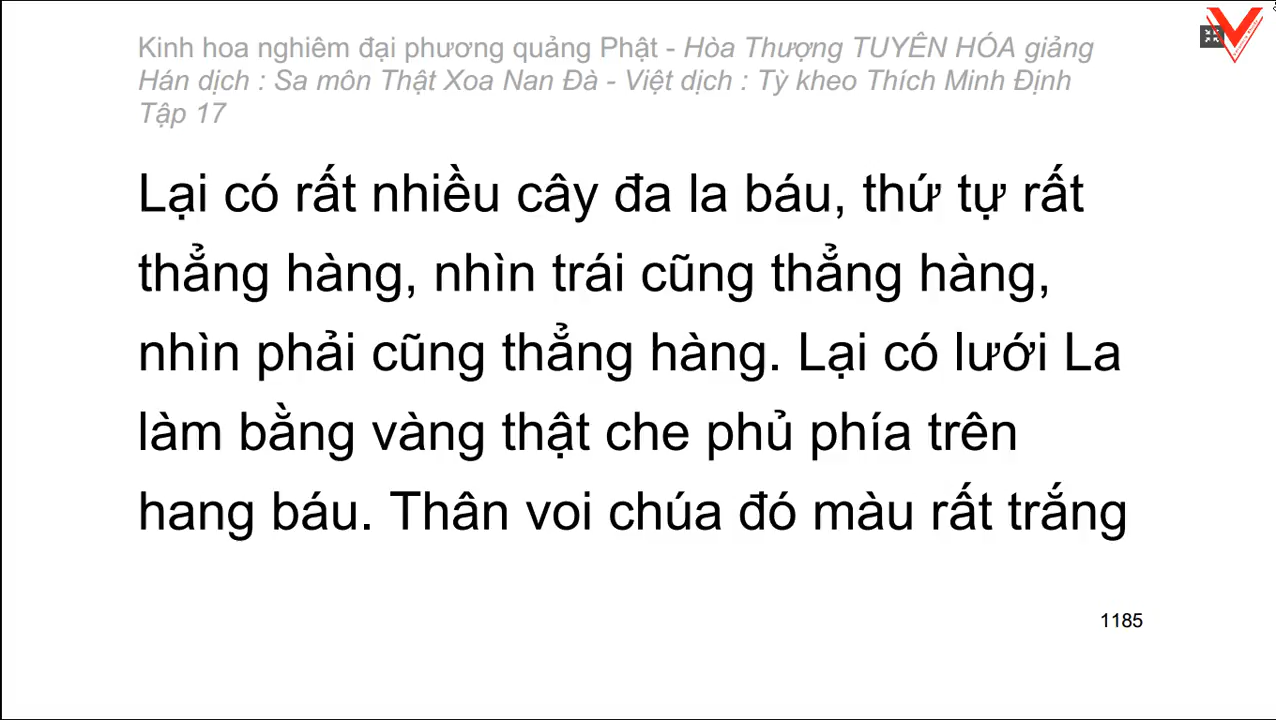 Kinh hoa nghiêm đại phương quảng Phật - Hòa Thượng TUYÊN HÓA giảng
Hán dịch : Sa môn Thật Xoa Nan Đà - Việt dịch : Tỳ kheo Thích Minh Định
Tập 17
Lại có rất nhiều cây đa la báu, thứ tự rất
thẳng hàng, nhìn trái cũng thẳng hàng,
nhìn phải cũng thẳng hàng. Lại có lưới La
làm bằng vàng thật che phủ phía trên
hang báu. Thân voi chúa đó màu rất trắng
1185